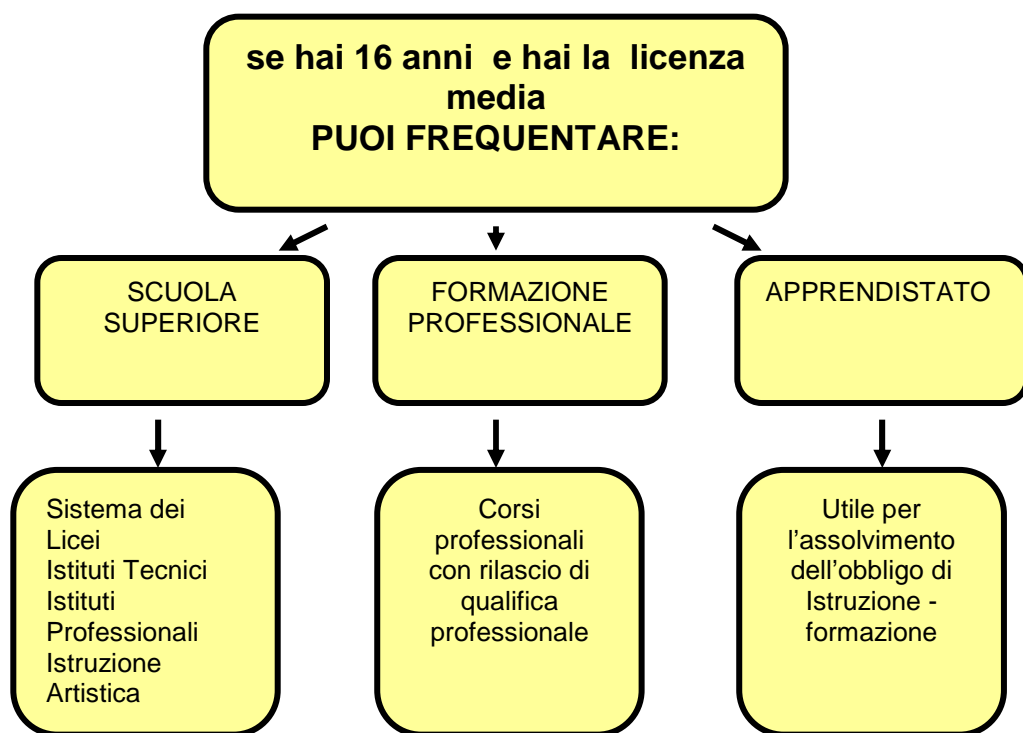 se hai 16 anni e hai la licenza
media
PUOI FREQUENTARE:
SCUOLA
SUPERIORE
FORMAZIONE
PROFESSIONALE
APPRENDISTATO
Sistema dei
Licei
Istituti Tecnici
Istituti
Professionali
Istruzione
Artistica
Corsi
professionali
con rilascio di
qualifica
professionale
Utile per
l’assolvimento
dell’obbligo di
Istruzione -
formazione